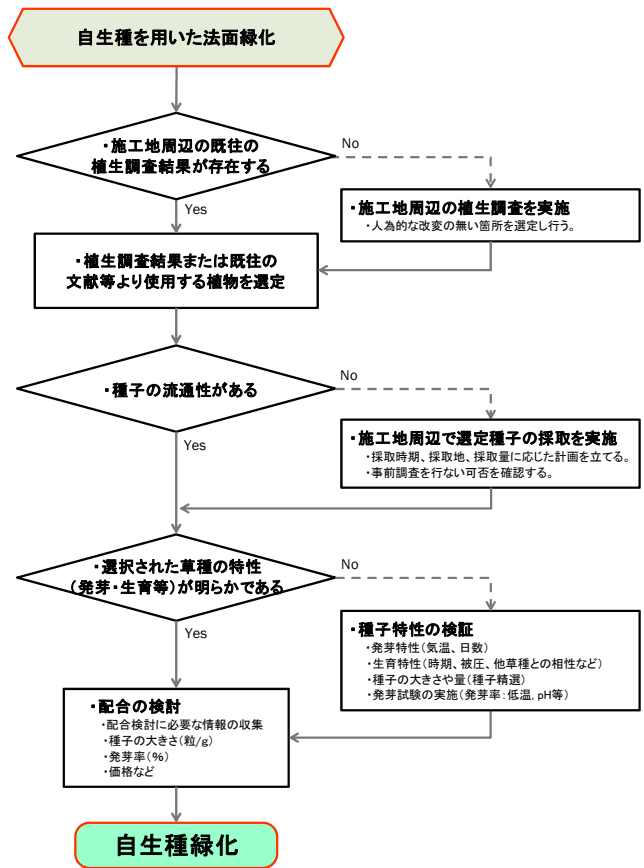 自生種を用いた法面緑化
・施工地周辺の既往の
植生調査結果が存在する
No
Yes
・施工地周辺の植生調査を実施
・人為的な改変の無い箇所を選定し行う。
・植生調査結果または既往の
文献等より使用する植物を選定
・種子の流通性がある
No
Yes
・施工地周辺で選定種子の採取を実施
・採取時期、採取地、採取量に応じた計画を立てる。
・事前調査を行ない可否を確認する。
・選択された草種の特性
(発芽・生育等)が明らかである
No
Yes
・種子特性の検証
・発芽特性(気温、日数)
・生育特性(時期、被圧、他草種との相性など)
・種子の大きさや量(種子精選)
・発芽試験の実施(発芽率:低温, pH等)
・配合の検討
・配合検討に必要な情報の収集
・種子の大きさ(粒/g)
・発芽率(%)
・価格など
自生種緑化